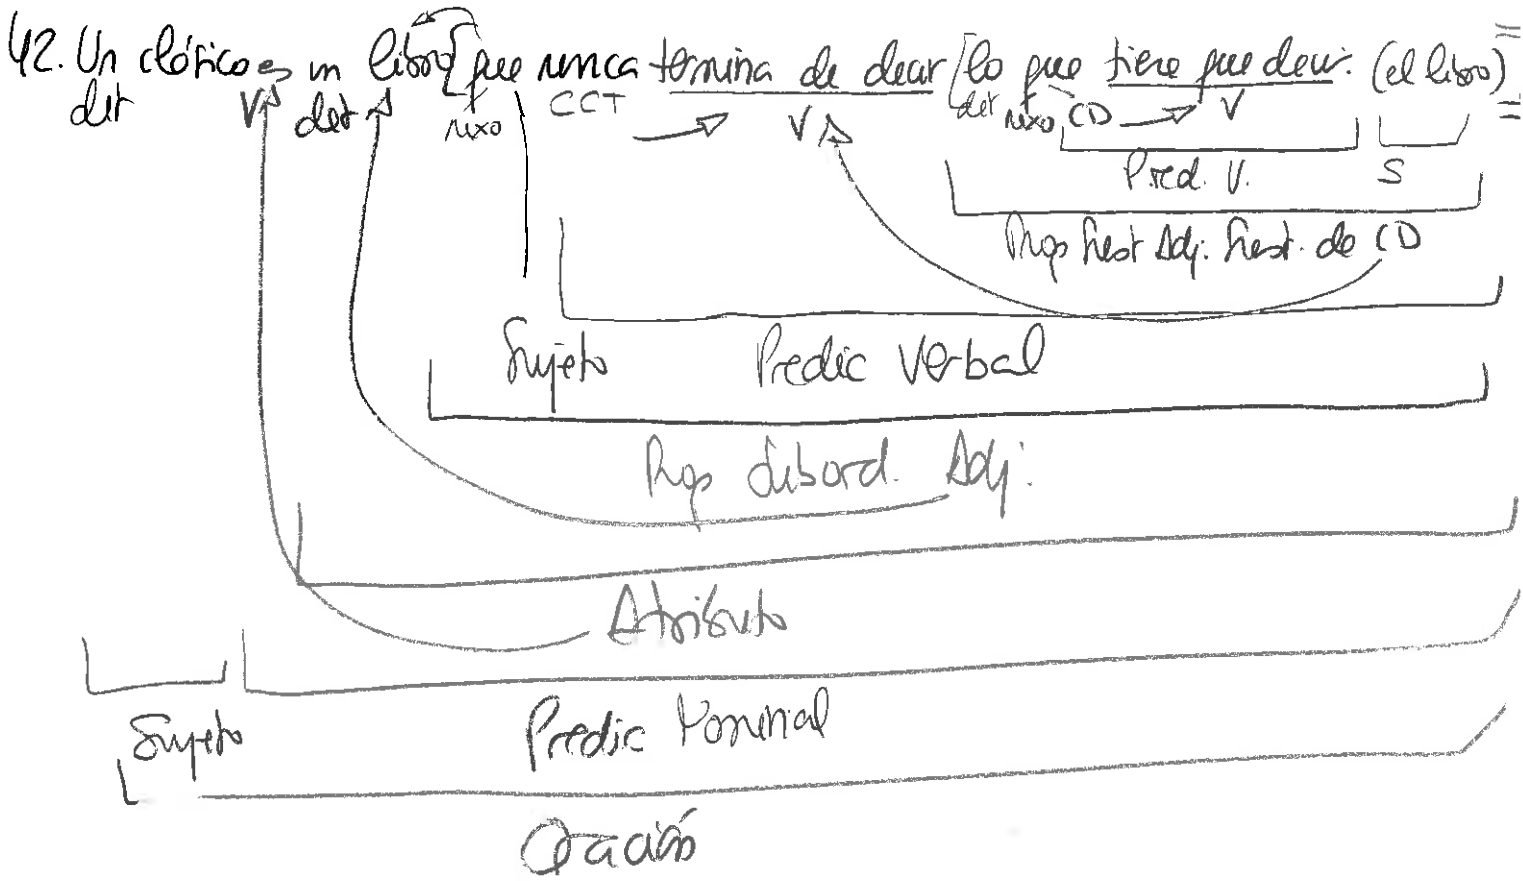 42. Un clásico es un libro [que nunca termina de decir [lo que tiene que decir. (el libro)
det V det nexo CCT V det nexo CD V
Pred. V. S
Prop Sust Adj. Sust. de CD
Sujeto Predic Verbal
Prop Subord. Adj.
Atributo
Sujeto Predic Nominal
Oración